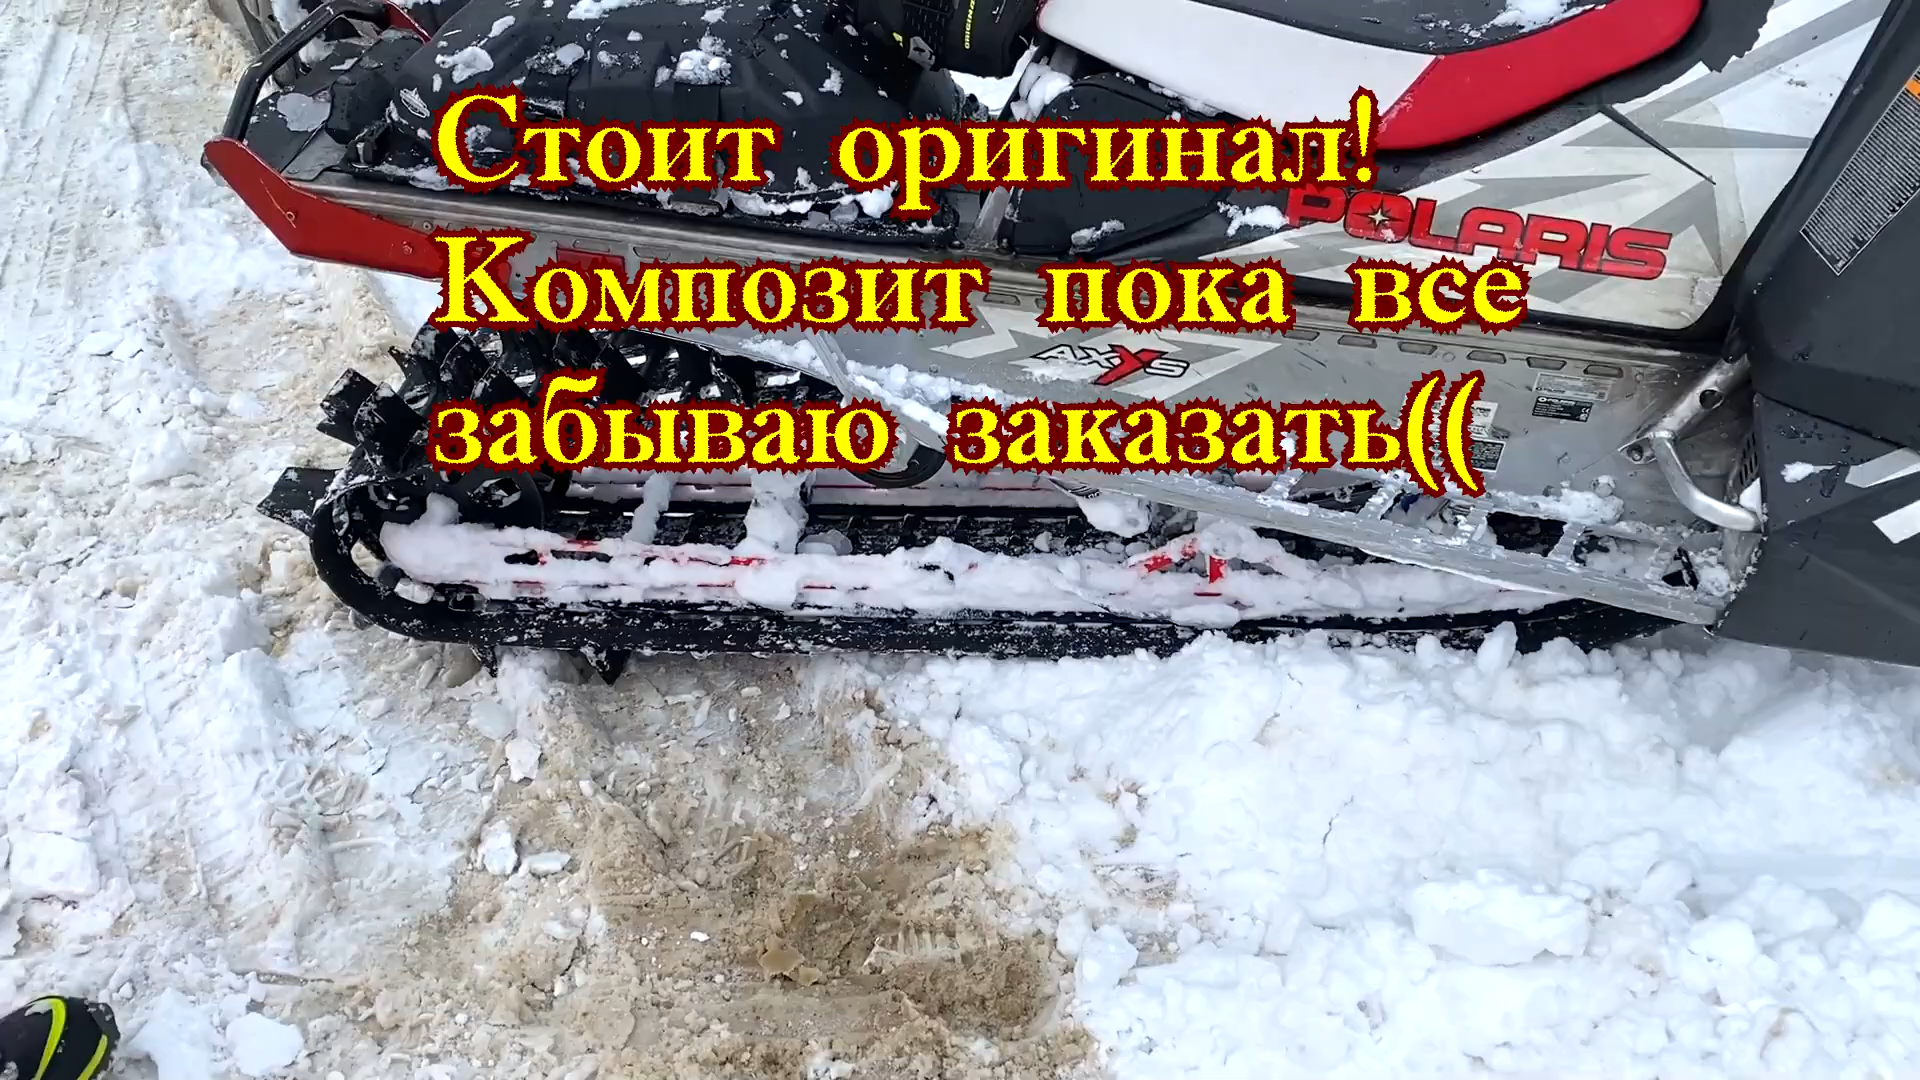 Стоит оригинал!
Композит пока все
забываю заказать((
POLARIS
AXYS